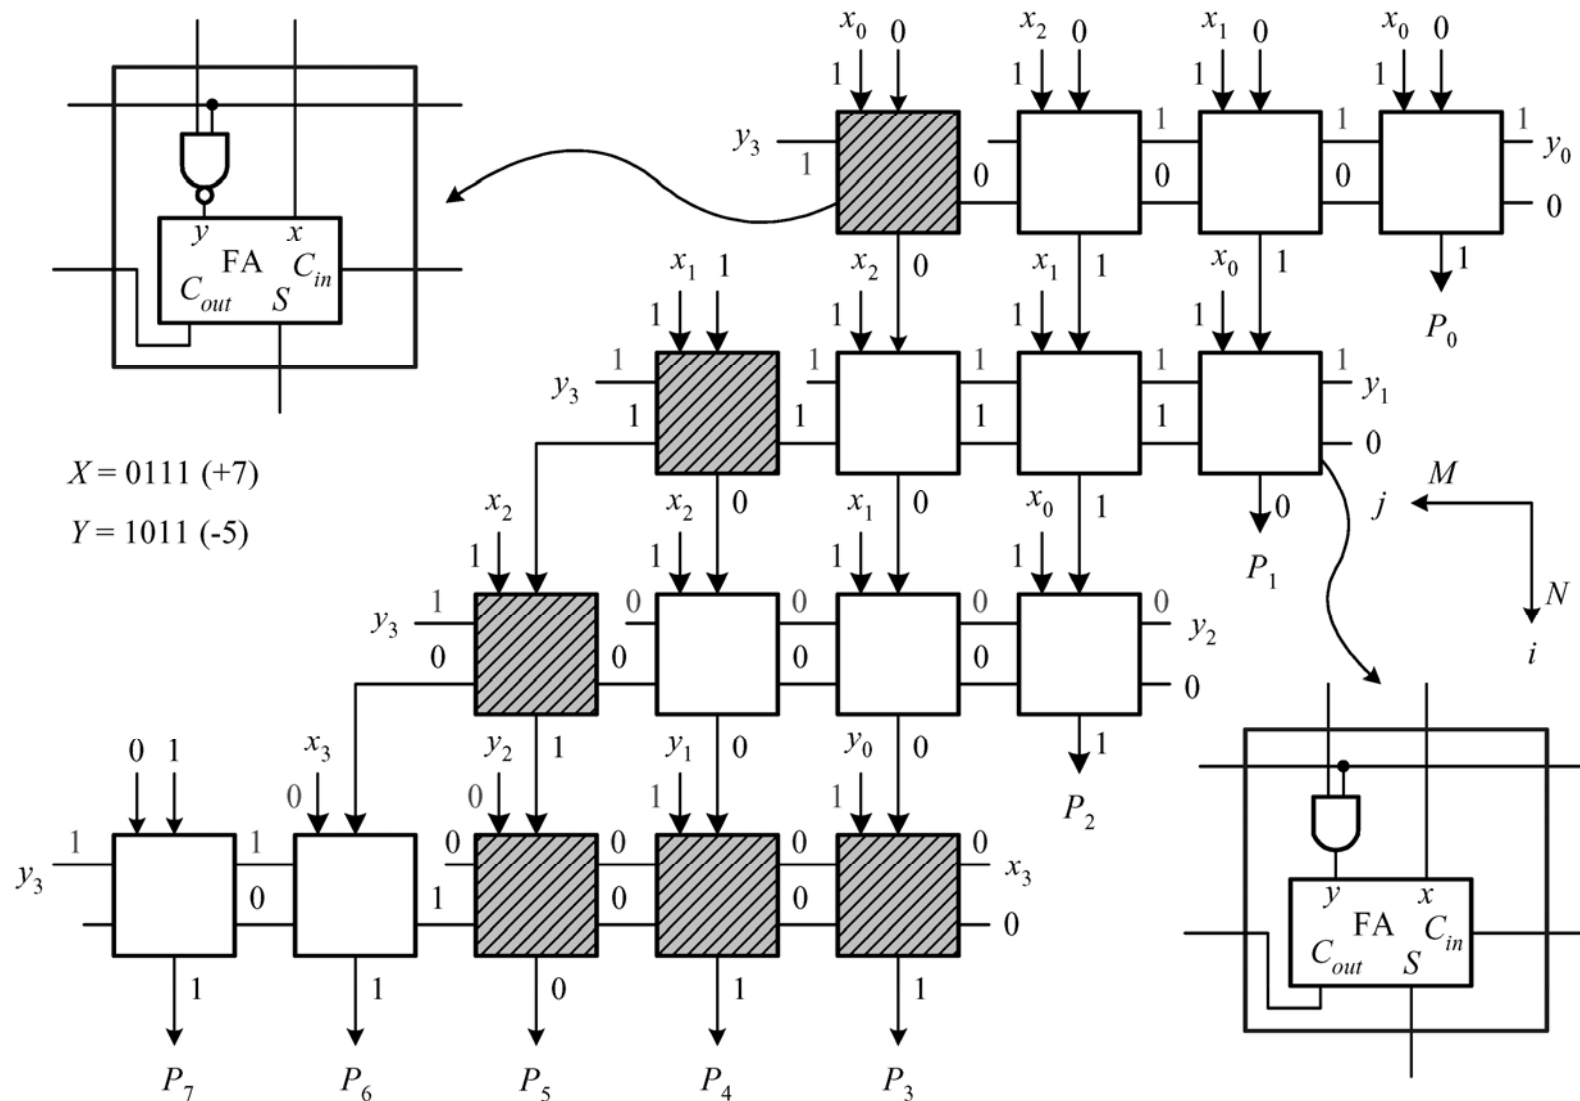 x0 0 x2 0 x1 0 x0 0
1 1 1 1
y3 1 1 1 y0
1 0 0 0 0
y x
FA Cin
Cout S
x1 1 x2 0 x1 1 x0 1 1
1 1 1 1 P0
y3 1 1 1 1 1 y1
1 1 1 1 0
X = 0111 (+7)
Y = 1011 (-5)
x2 x2 0 x1 0 x0 1 0 j M
1 1 1 1 P1
N
y3 1 0 0 0 0 y2
0 0 0 0 0
i
0 1 x3 y2 1 y1 0 y0 0 1
0 0 1 1 P2
y3 1 1 0 0 0 0 x3
0 1 0 0 0
y x
FA Cin
Cout S
1 1 0 1 1
P7 P6 P5 P4 P3